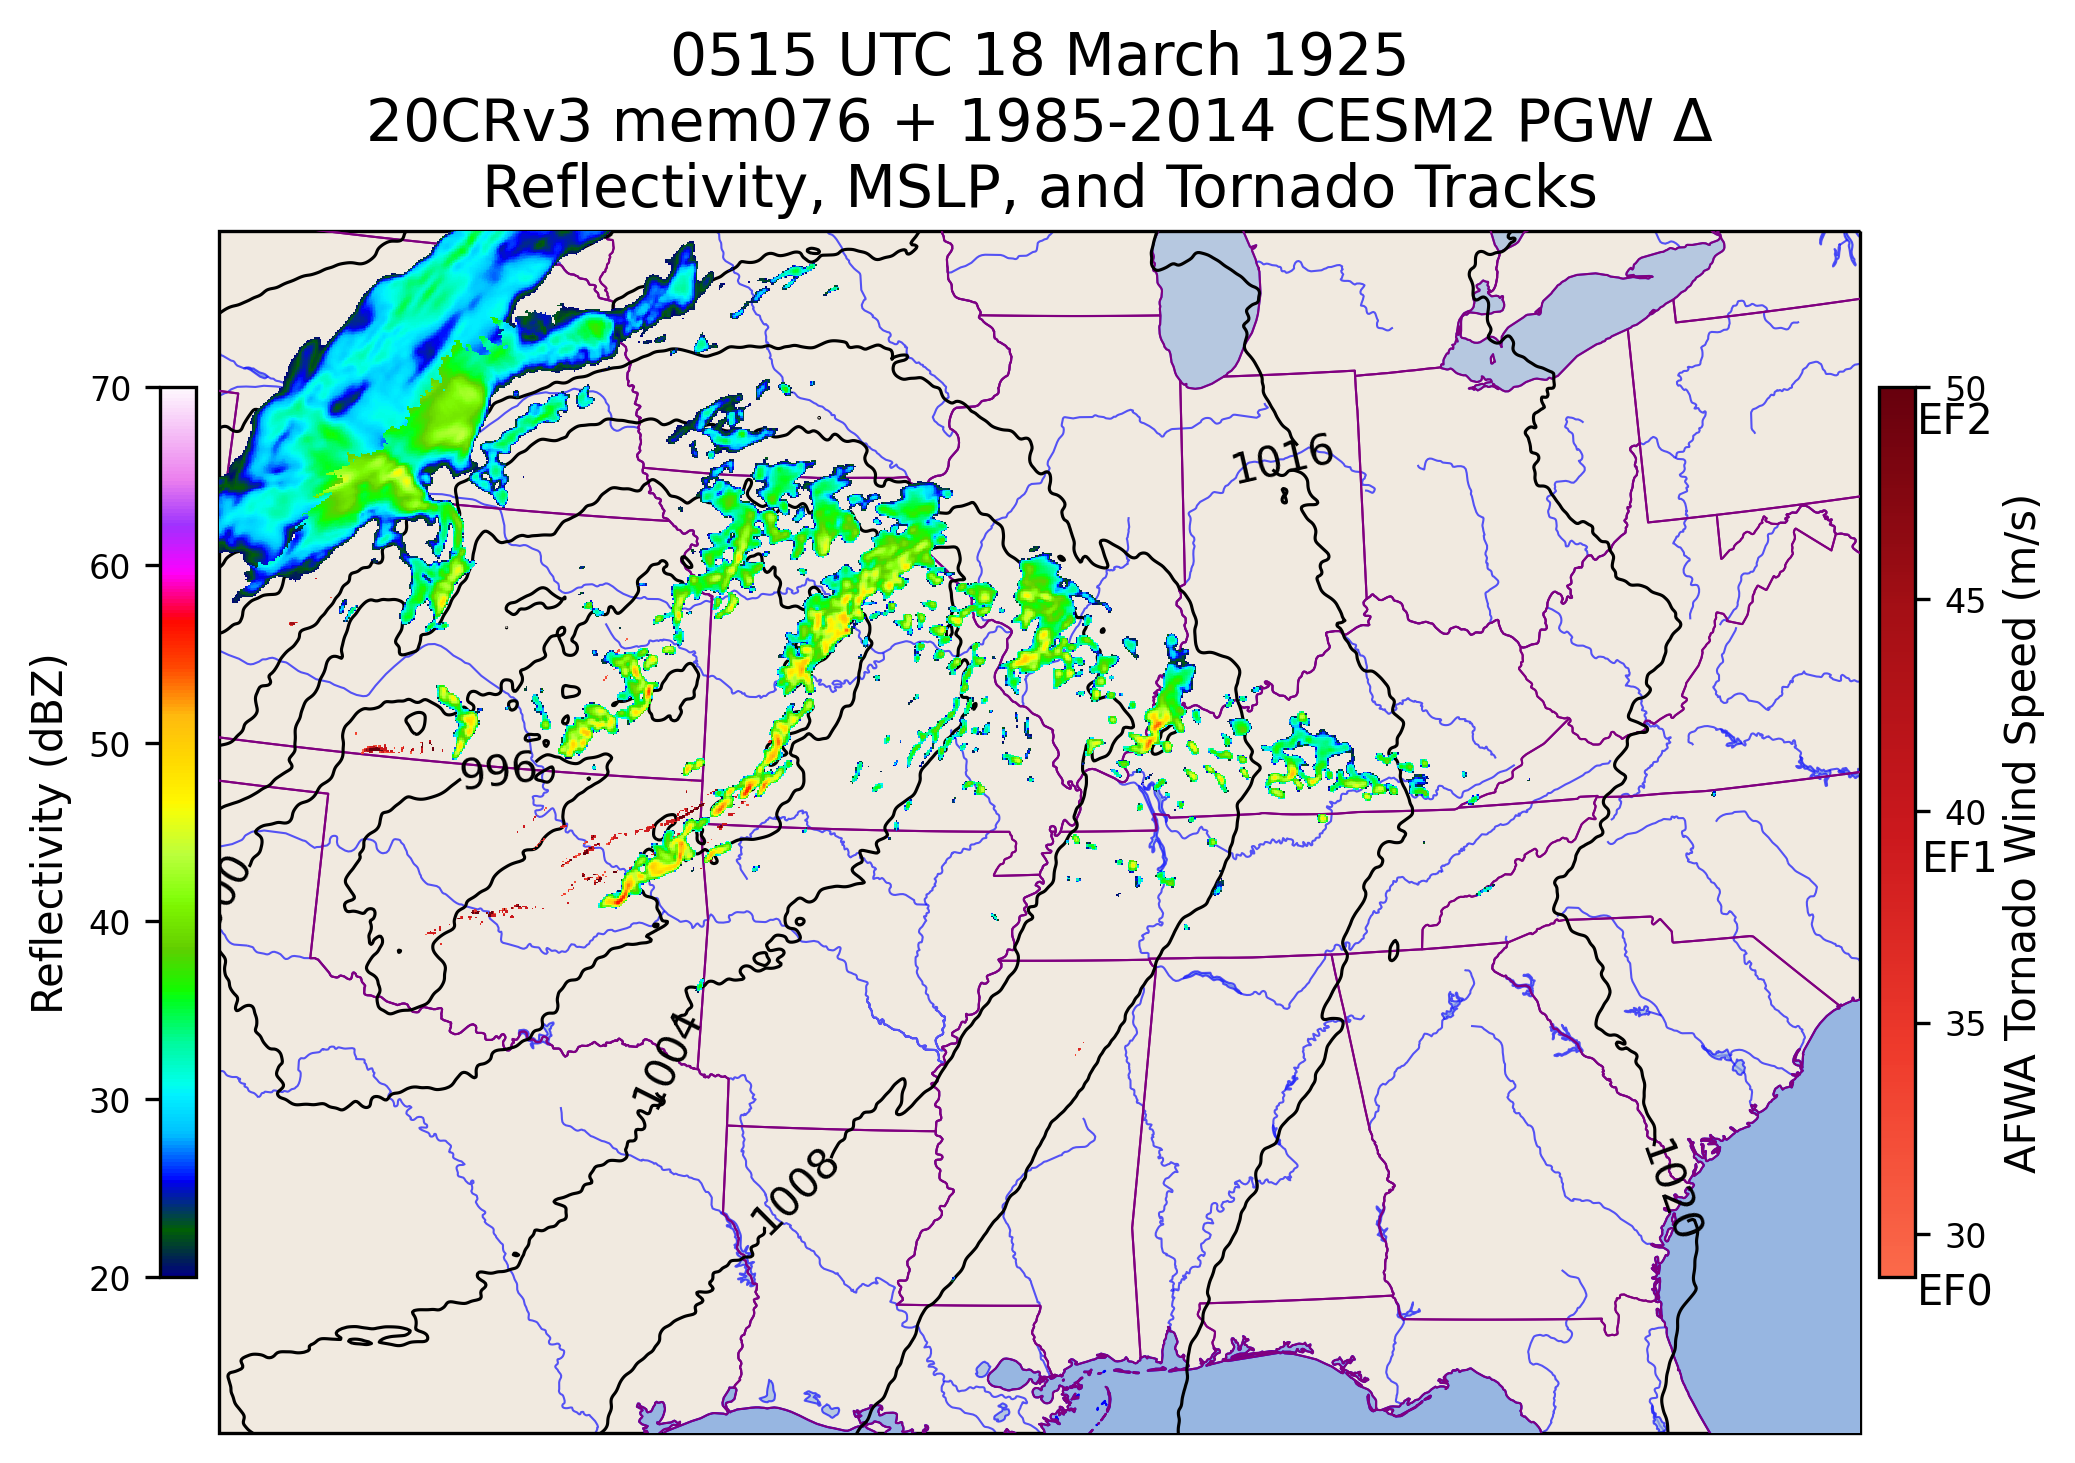 0515 UTC 18 March 1925
20CRv3 mem076 + 1985-2014 CESM2 PGW Δ
Reflectivity, MSLP, and Tornado Tracks
70
60
50
40
30
20
Reflectivity (dBZ)
1016
996
00
1004
1008
1020
50
EF2
45
40
EF1
35
30
EF0
AFWA Tornado Wind Speed (m/s)